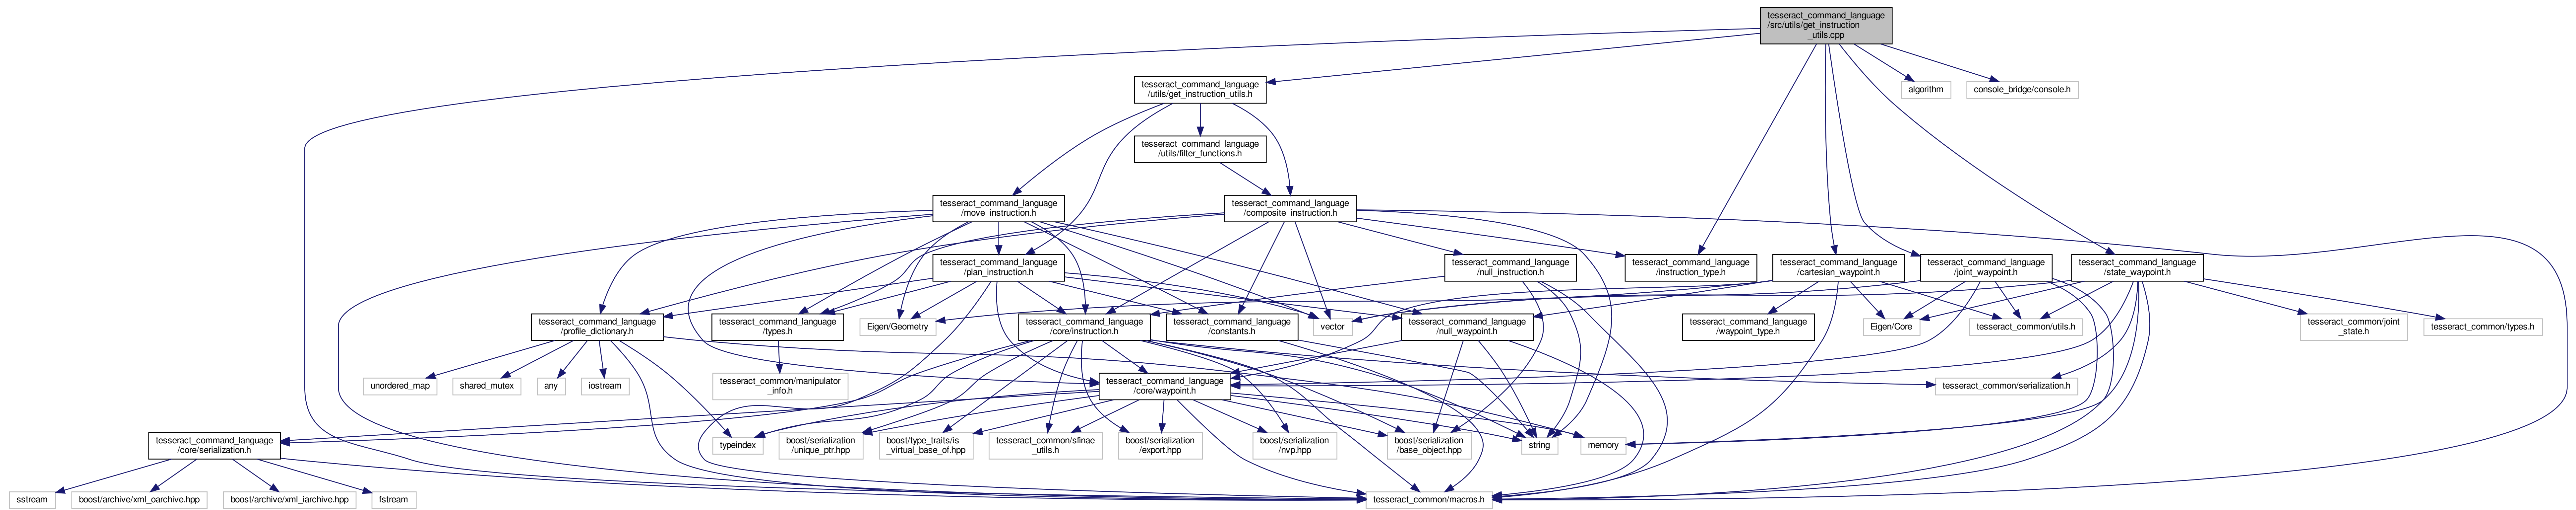 tesseract_command_language
/src/utils/get_instruction
_utils.cpp
tesseract_command_language
/utils/get_instruction_utils.h
algorithm
console_bridge/console.h
tesseract_command_language
/utils/filter_functions.h
tesseract_command_language
/move_instruction.h
tesseract_command_language
/composite_instruction.h
tesseract_command_language
/plan_instruction.h
tesseract_command_language
/null_instruction.h
tesseract_command_language
/instruction_type.h
tesseract_command_language
/cartesian_waypoint.h
tesseract_command_language
/joint_waypoint.h
tesseract_command_language
/state_waypoint.h
tesseract_command_language
/profile_dictionary.h
tesseract_command_language
/types.h
Eigen/Geometry
tesseract_command_language
/core/instruction.h
tesseract_command_language
/constants.h
vector
tesseract_command_language
/null_waypoint.h
tesseract_command_language
/waypoint_type.h
Eigen/Core
tesseract_common/utils.h
tesseract_common/joint
_state.h
tesseract_common/types.h
unordered_map
shared_mutex
any
iostream
tesseract_common/manipulator
_info.h
tesseract_command_language
/core/waypoint.h
tesseract_common/serialization.h
tesseract_command_language
/core/serialization.h
typeindex
boost/serialization
/unique_ptr.hpp
boost/type_traits/is
_virtual_base_of.hpp
tesseract_common/sfinae
_utils.h
boost/serialization
/export.hpp
boost/serialization
/nvp.hpp
boost/serialization
/base_object.hpp
string
memory
sstream
boost/archive/xml_oarchive.hpp
boost/archive/xml_iarchive.hpp
fstream
tesseract_common/macros.h